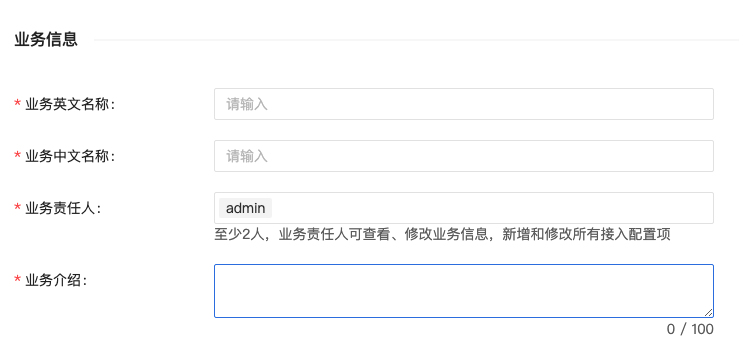 业务信息
* 业务英文名称: 请输入
* 业务中文名称: 请输入
* 业务责任人: admin
至少2人，业务责任人可查看、修改业务信息，新增和修改所有接入配置项
* 业务介绍:
0 / 100